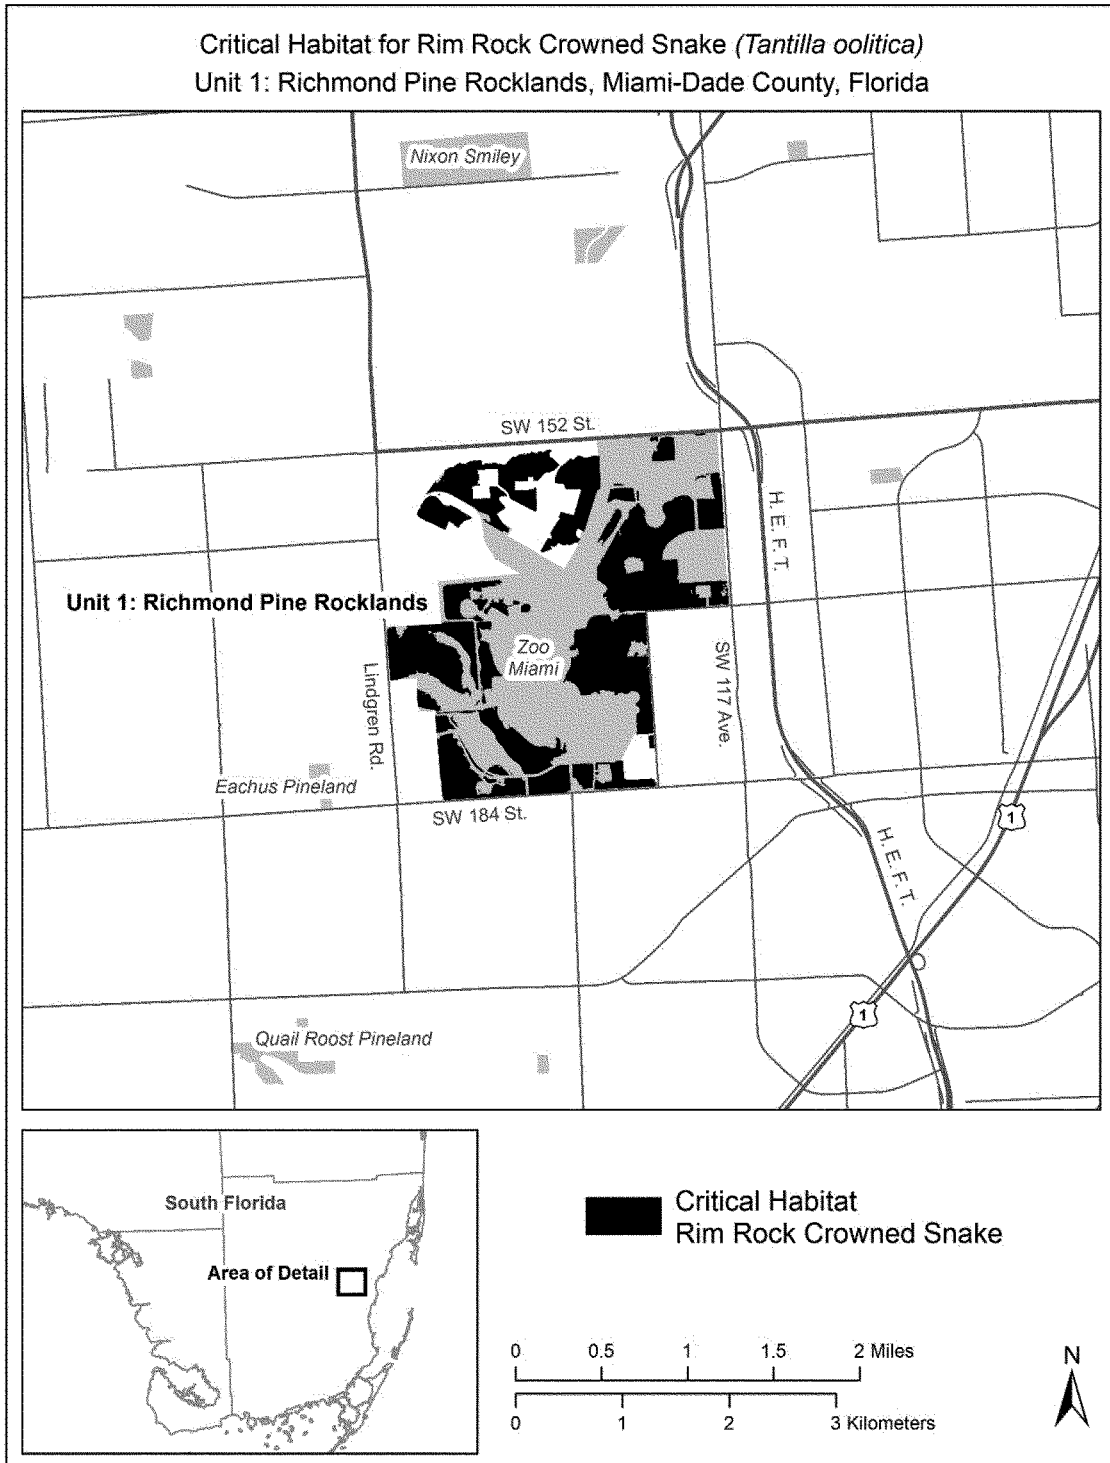 Critical Habitat for Rim Rock Crowned Snake (Tantilla oolitica)
Unit 1: Richmond Pine Rocklands, Miami-Dade County, Florida
Nixon Smiley
SW 152 St.
H.E.F.T.
Unit 1: Richmond Pine Rocklands
Zoo
Miami
Lindgren Rd.
SW 117 Ave.
Eachus Pineland
SW 184 St.
1
H.E.F.T.
1
Quail Roost Pineland
South Florida
Area of Detail
Critical Habitat
Rim Rock Crowned Snake
0 0.5 1 1.5 2 Miles
0 1 2 3 Kilometers
N